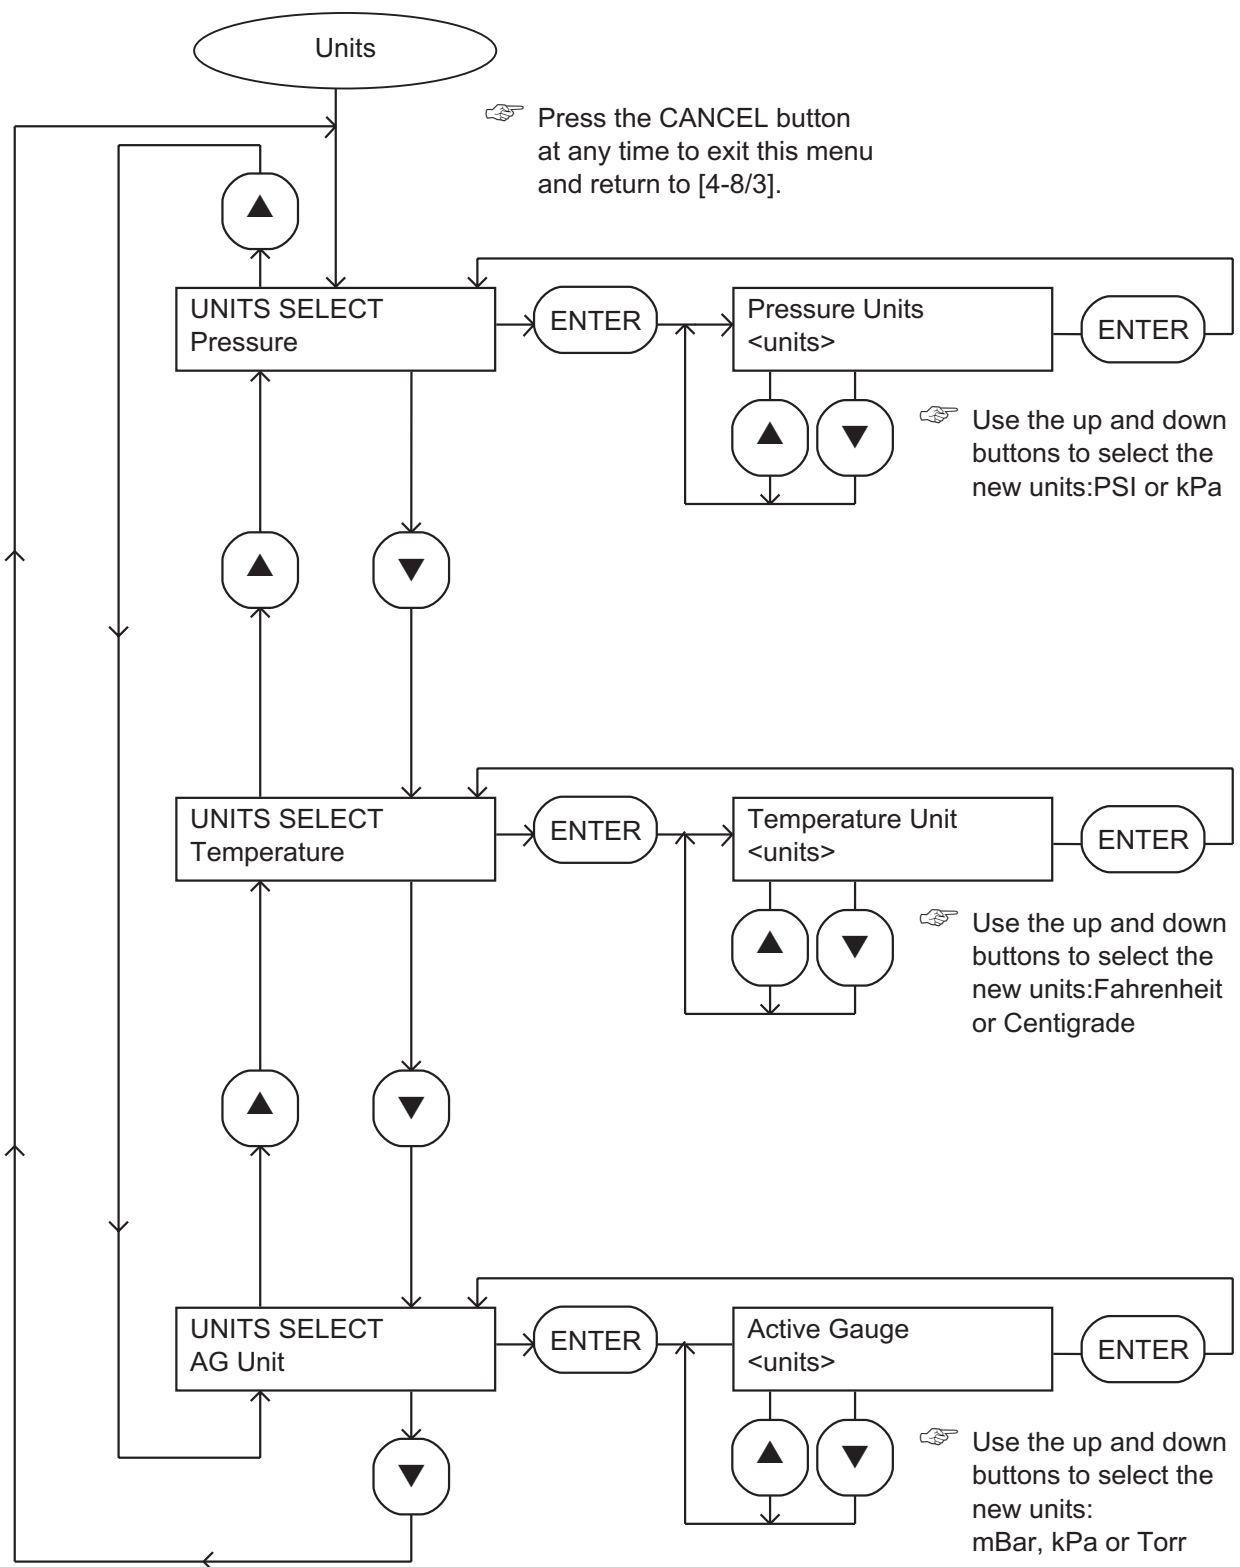 Units
Press the CANCEL button
at any time to exit this menu
and return to [4-8/3].
UNITS SELECT
Pressure
ENTER
Pressure Units
<units>
ENTER
Use the up and down
buttons to select the
new units:PSI or kPa
UNITS SELECT
Temperature
ENTER
Temperature Unit
<units>
ENTER
Use the up and down
buttons to select the
new units:Fahrenheit
or Centigrade
UNITS SELECT
AG Unit
ENTER
Active Gauge
<units>
ENTER
Use the up and down
buttons to select the
new units:
mBar, kPa or Torr